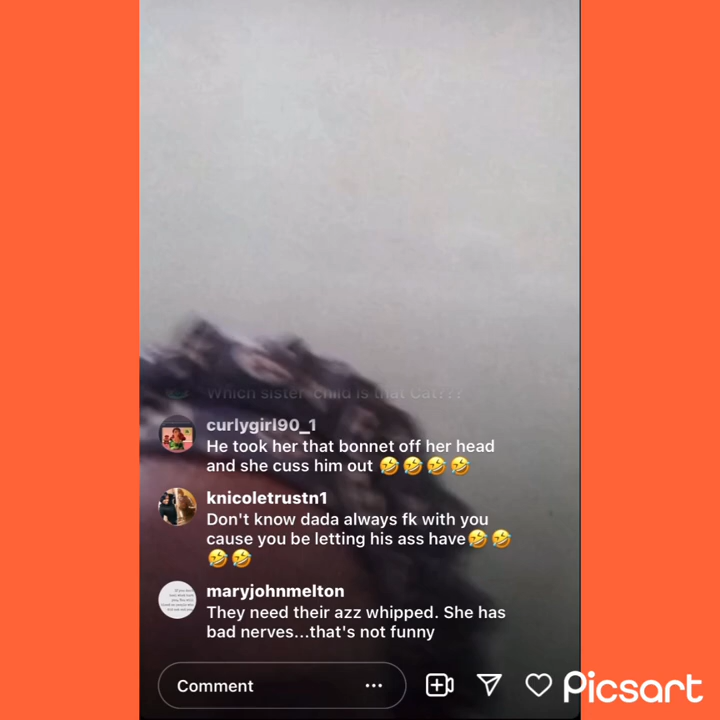 Which sister child is that Cat???
curlygirl90_1
He took her that bonnet off her head
and she cuss him out 🤣🤣🤣🤣
knicoletrustn1
Don't know dada always fk with you
cause you be letting his ass have🤣🤣
🤣🤣
maryjohnmelton
They need their azz whipped. She has
bad nerves...that's not funny
Comment
Picsart